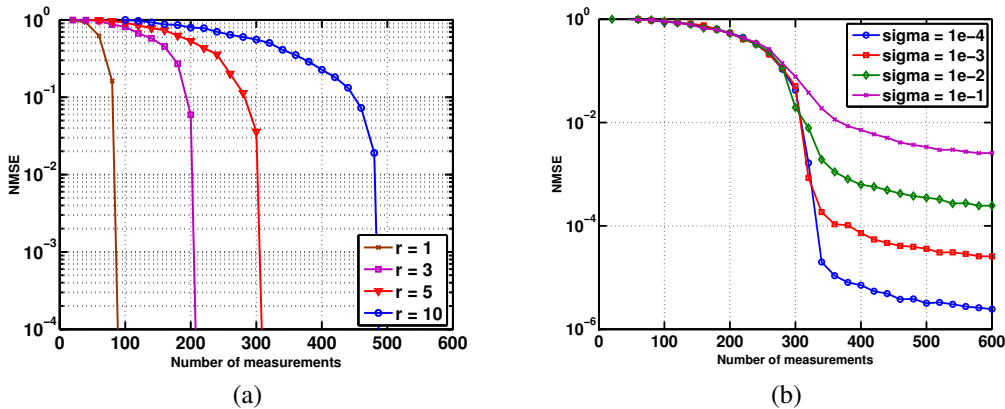 10^0
10^-1
10^-2
10^-3
10^-4
NMSE
0 100 200 300 400 500 600
Number of measurements
r = 1
r = 3
r = 5
r = 10
(a)
10^0
10^-2
10^-4
10^-6
NMSE
0 100 200 300 400 500 600
Number of measurements
sigma = 1e-4
sigma = 1e-3
sigma = 1e-2
sigma = 1e-1
(b)